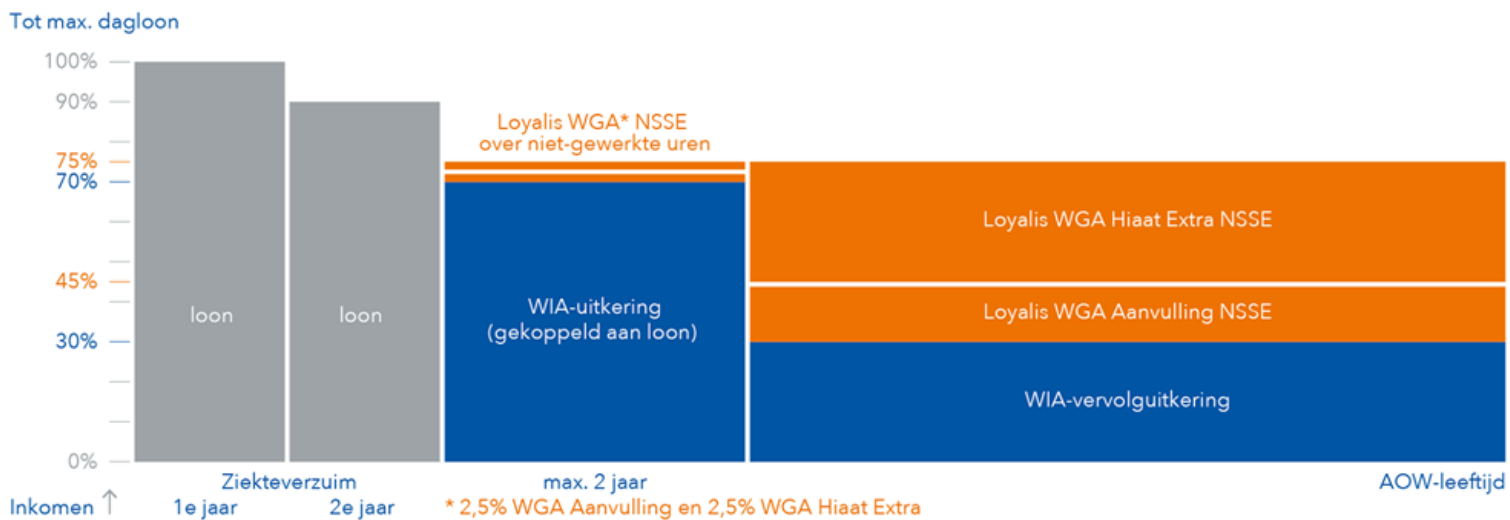 Tot max. dagloon
100%
90%
75%
70%
45%
30%
0%
loon
loon
Loyalis WGA* NSSE
over niet-gewerkte uren
WIA-uitkering
(gekoppeld aan loon)
Loyalis WGA Hiaat Extra NSSE
Loyalis WGA Aanvulling NSSE
WIA-vervolguitkering
Ziekteverzuim
max. 2 jaar
AOW-leeftijd
Inkomen ↑
1e jaar
2e jaar
* 2,5% WGA Aanvulling en 2,5% WGA Hiaat Extra